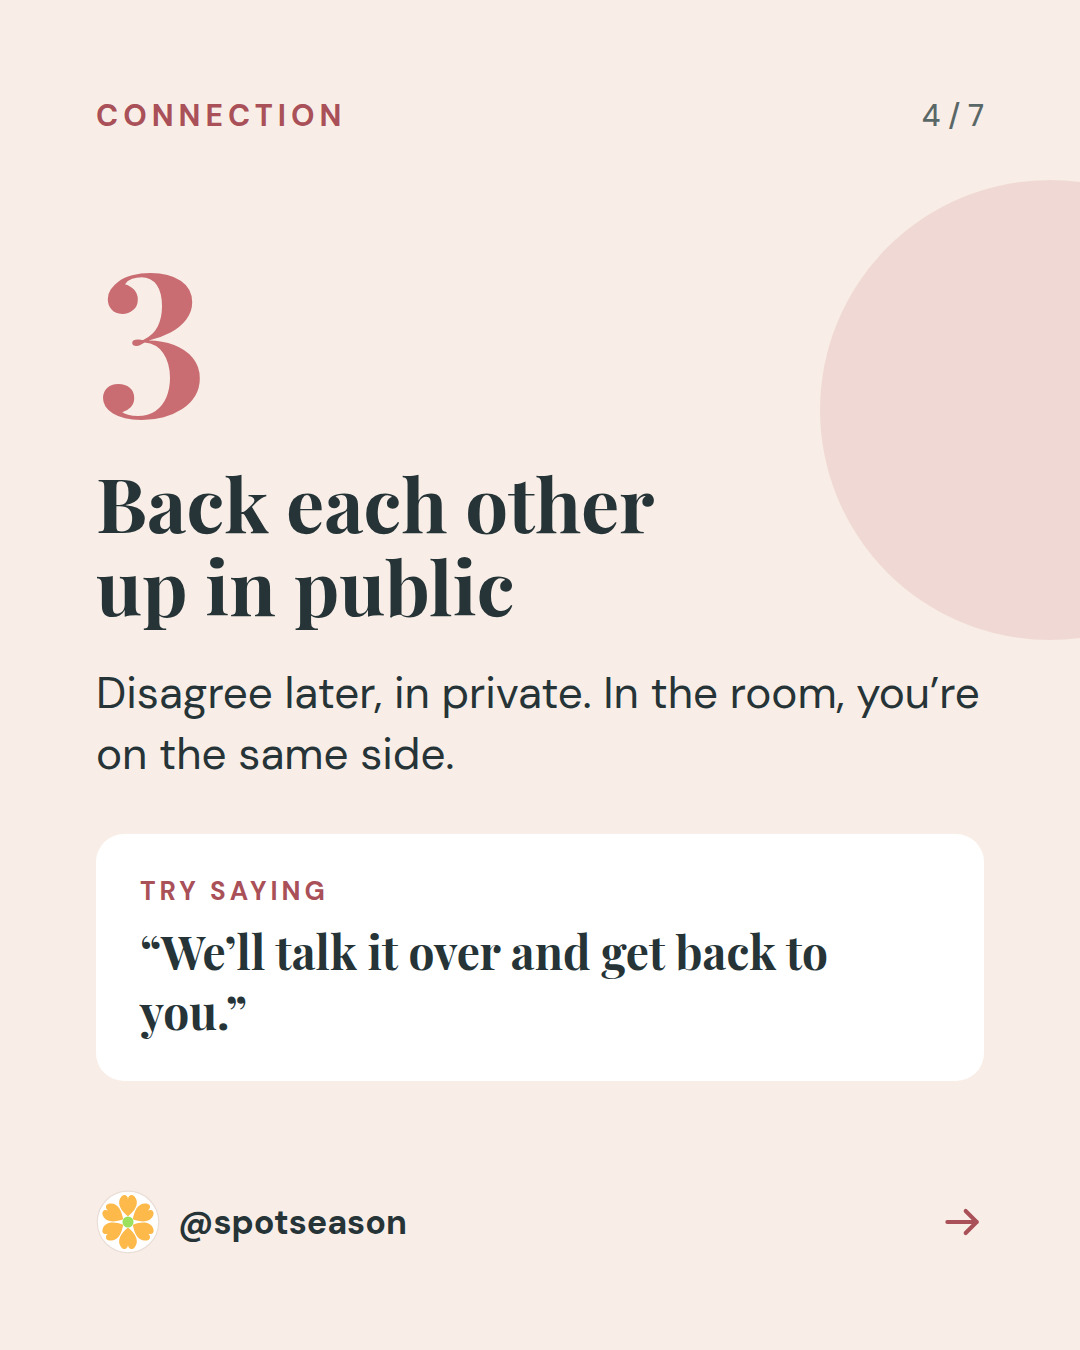 CONNECTION
4 / 7
3
Back each other
up in public
Disagree later, in private. In the room, you’re
on the same side.
TRY SAYING
“We’ll talk it over and get back to
you.”
@spotseason